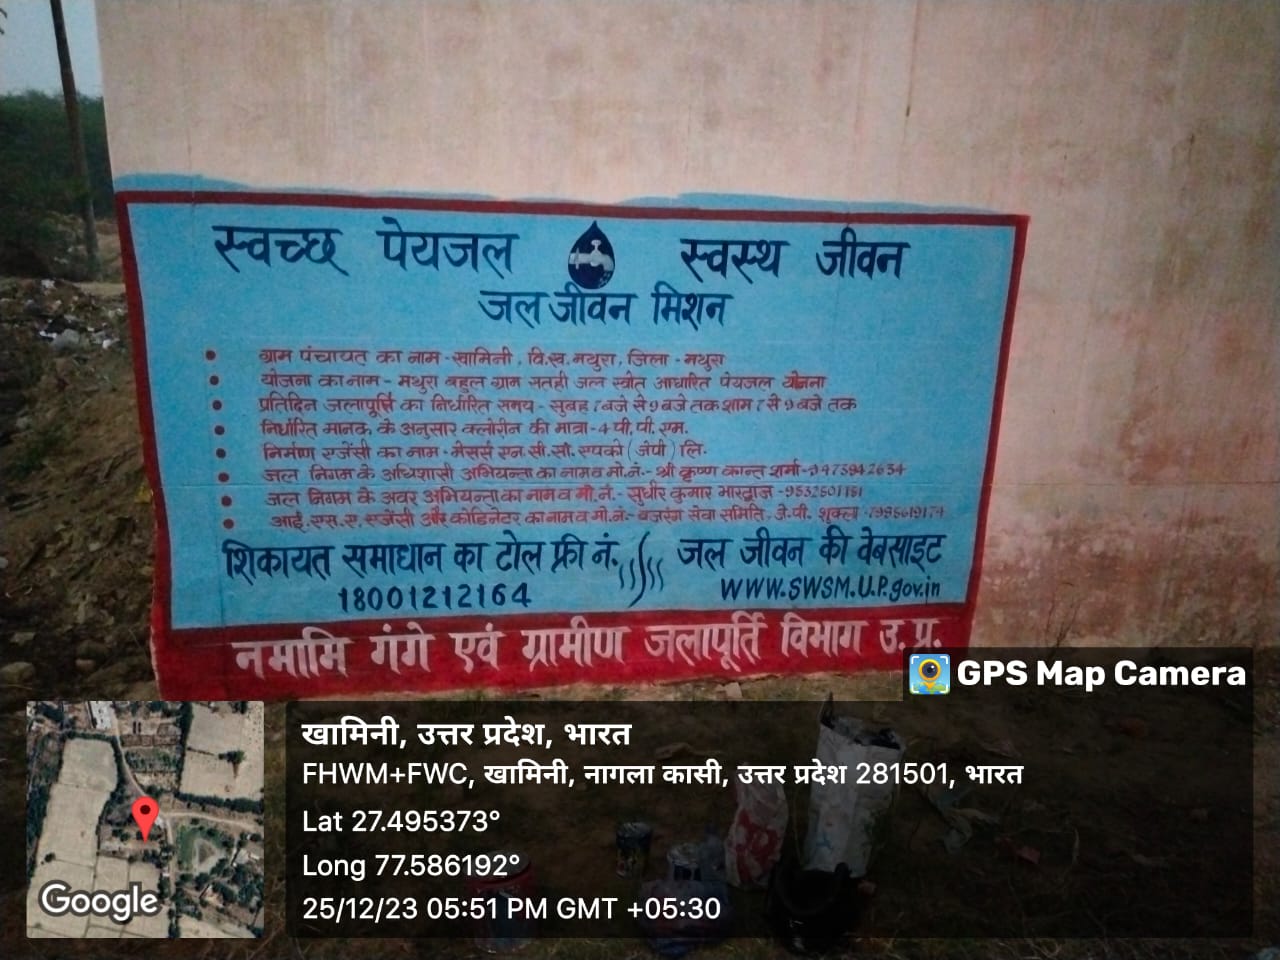 स्वच्छ पेयजल स्वस्थ जीवन
जल जीवन मिशन
ग्राम पंचायत का नाम - खामिनी, वि.ख. मथुरा, जिला - मथुरा
योजना का नाम - मथुरा बहुल ग्राम सतही जल स्त्रोत आधारित पेयजल योजना
प्रतिदिन जलापूर्ति का निर्धारित समय - सुबह 7 बजे से 9 बजे तक शाम 7 से 9 बजे तक
निर्धारित मानक के अनुसार क्लोरीन की मात्रा - 4 पी.पी.एम.
निर्माण एजेंसी का नाम - मैसर्स एन.सी.सी. एपको (जेपी) लि.
जल निगम के अधिशासी अभियन्ता का नाम व मो.नं.- श्री कृष्ण कान्त शर्मा - 9473942634
जल निगम के अवर अभियन्ता का नाम व मो.नं.- सुधीर कुमार भारद्वाज
आई.एस.ए. एजेंसी और कोडिनेटर का नाम व मो.नं.- बजरंग सेवा समिति, जे.पी. शुक्ला
शिकायत समाधान का टोल फ्री नं. जल जीवन की वेबसाइट
18001212164 WWW.SWSM.U.P.gov.in
नमामि गंगे एवं ग्रामीण जलापूर्ति विभाग उ.प्र.
GPS Map Camera
खामिनी, उत्तर प्रदेश, भारत
FHWM+FWC, खामिनी, नागला कासी, उत्तर प्रदेश 281501, भारत
Lat 27.495373°
Long 77.586192°
25/12/23 05:51 PM GMT +05:30
Google